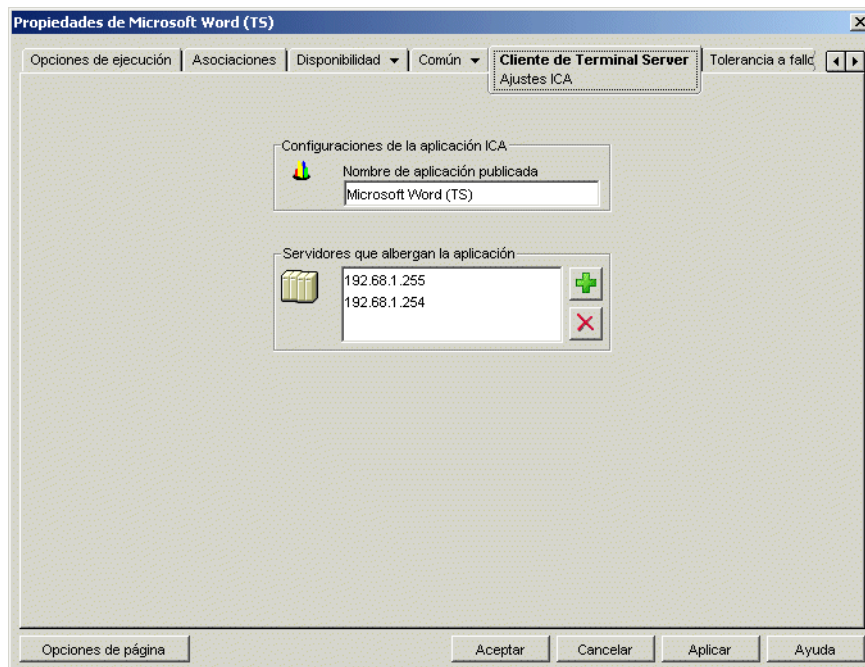 Propiedades de Microsoft Word (TS)
Opciones de ejecución Asociaciones Disponibilidad Común Cliente de Terminal Server Tolerancia a
Ajustes ICA
Configuraciones de la aplicación ICA
Nombre de aplicación publicada
Microsoft Word (TS)
Servidores que albergan la aplicación
192.68.1.255
192.68.1.254
Opciones de página Aceptar Cancelar Aplicar Ayuda